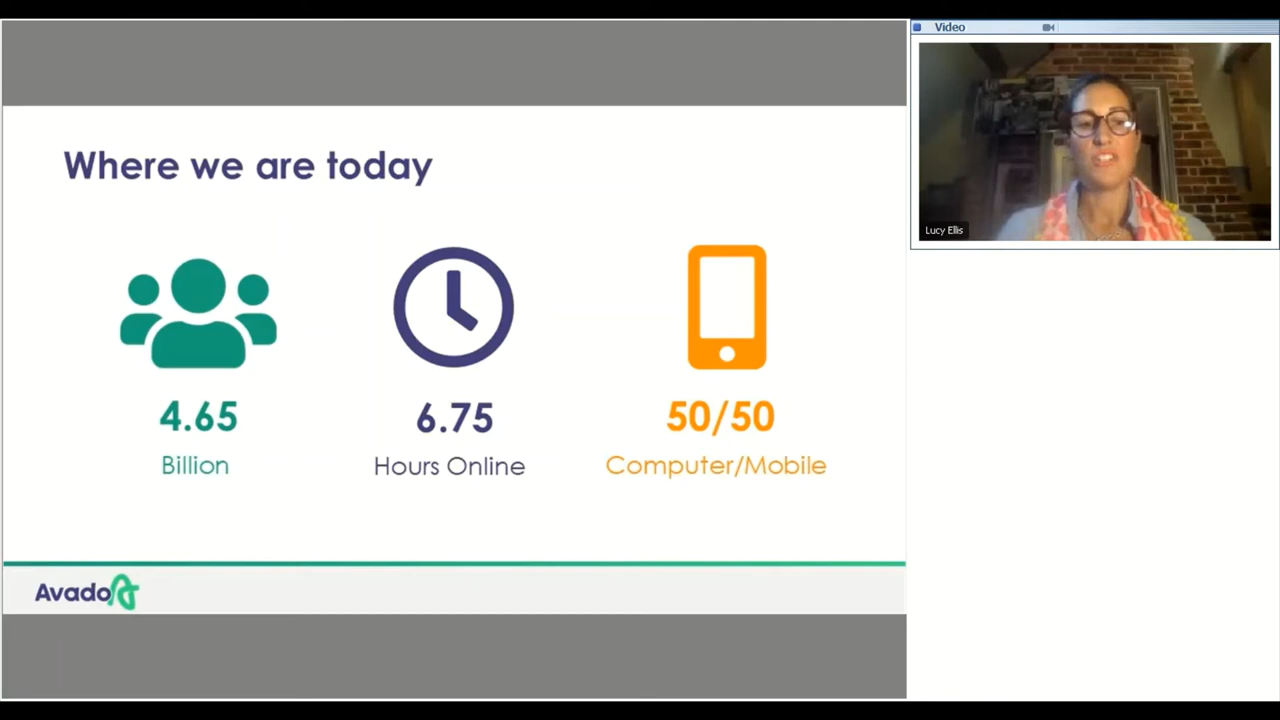 Video
Where we are today
4.65
Billion
6.75
Hours Online
50/50
Computer/Mobile
Avado
Lucy Ellis